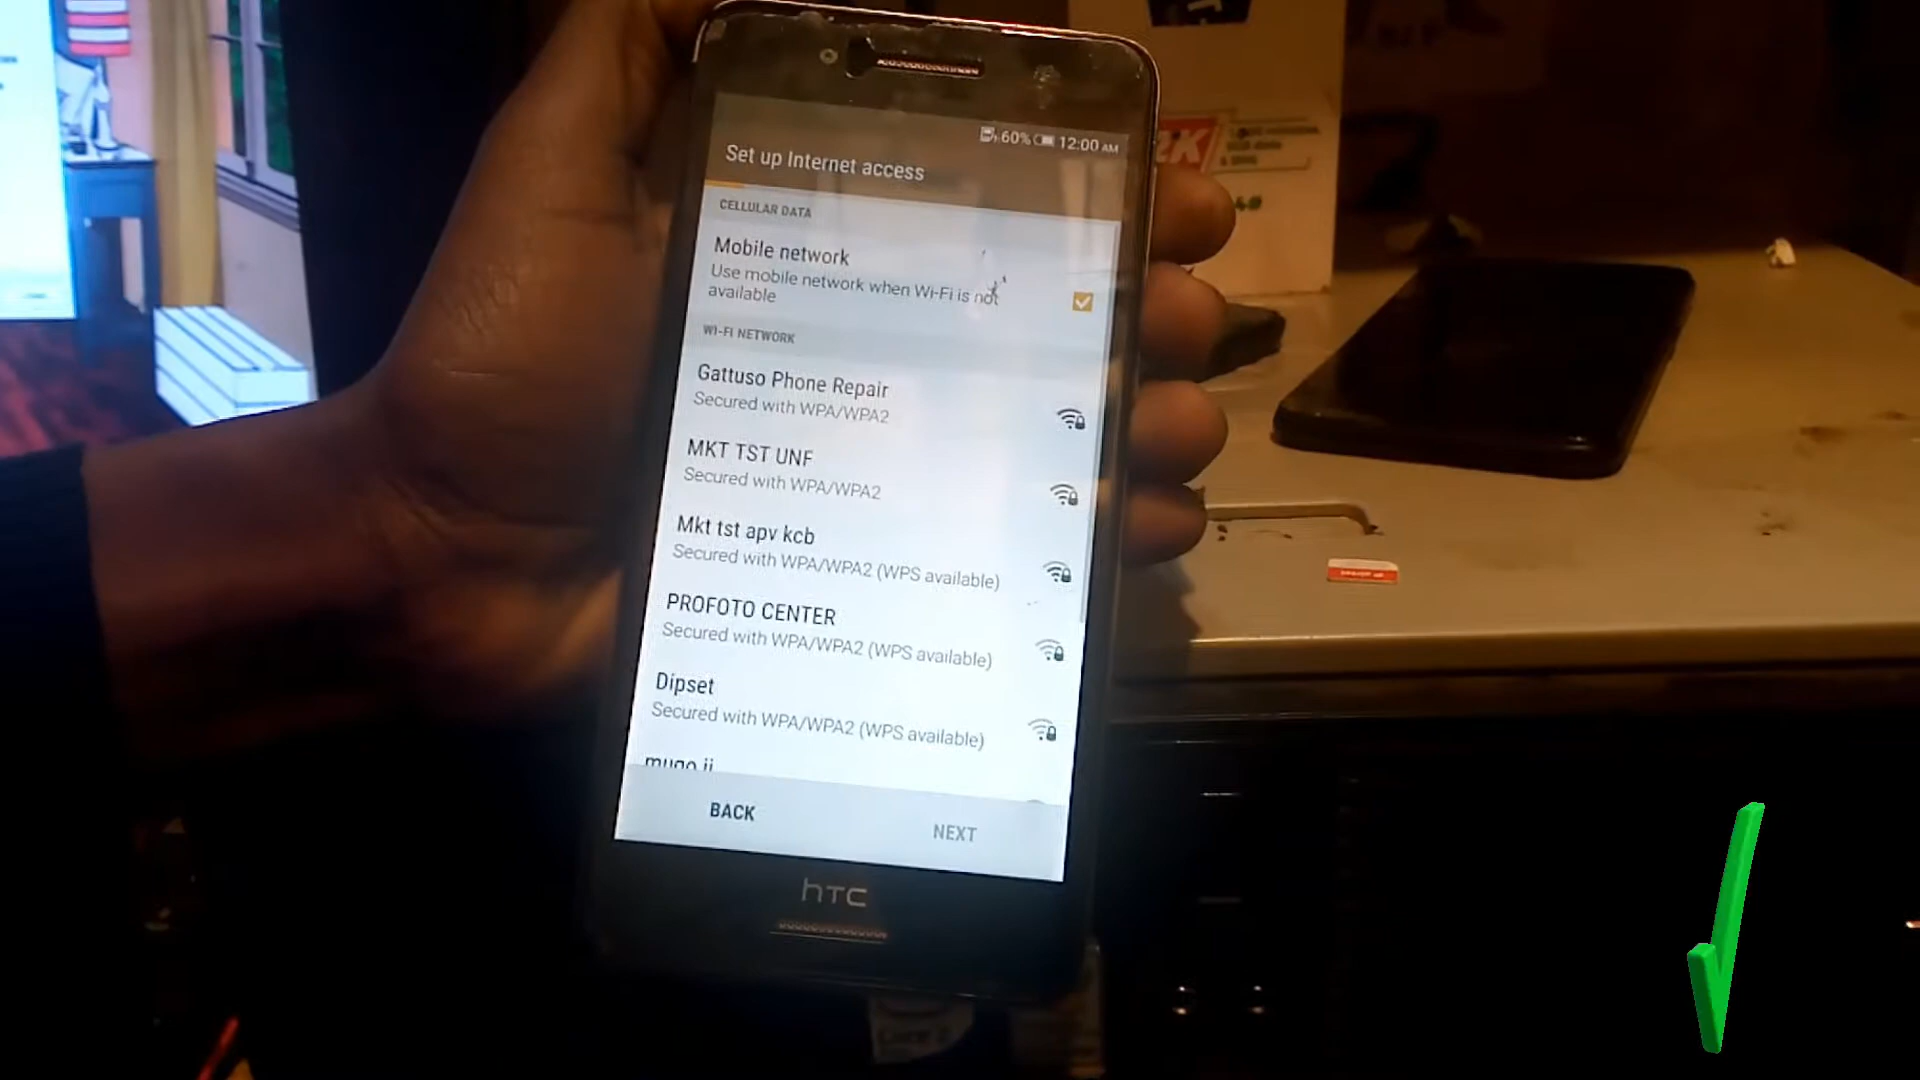 60% 12:00 AM
Set up Internet access
CELLULAR DATA
Mobile network
Use mobile network when Wi-Fi is not
available
WI-FI NETWORK
Gattuso Phone Repair
Secured with WPA/WPA2
MKT TST UNF
Secured with WPA/WPA2
Mkt tst apv kcb
Secured with WPA/WPA2 (WPS available)
PROFOTO CENTER
Secured with WPA/WPA2 (WPS available)
Dipset
Secured with WPA/WPA2 (WPS available)
BACK
NEXT
hTC